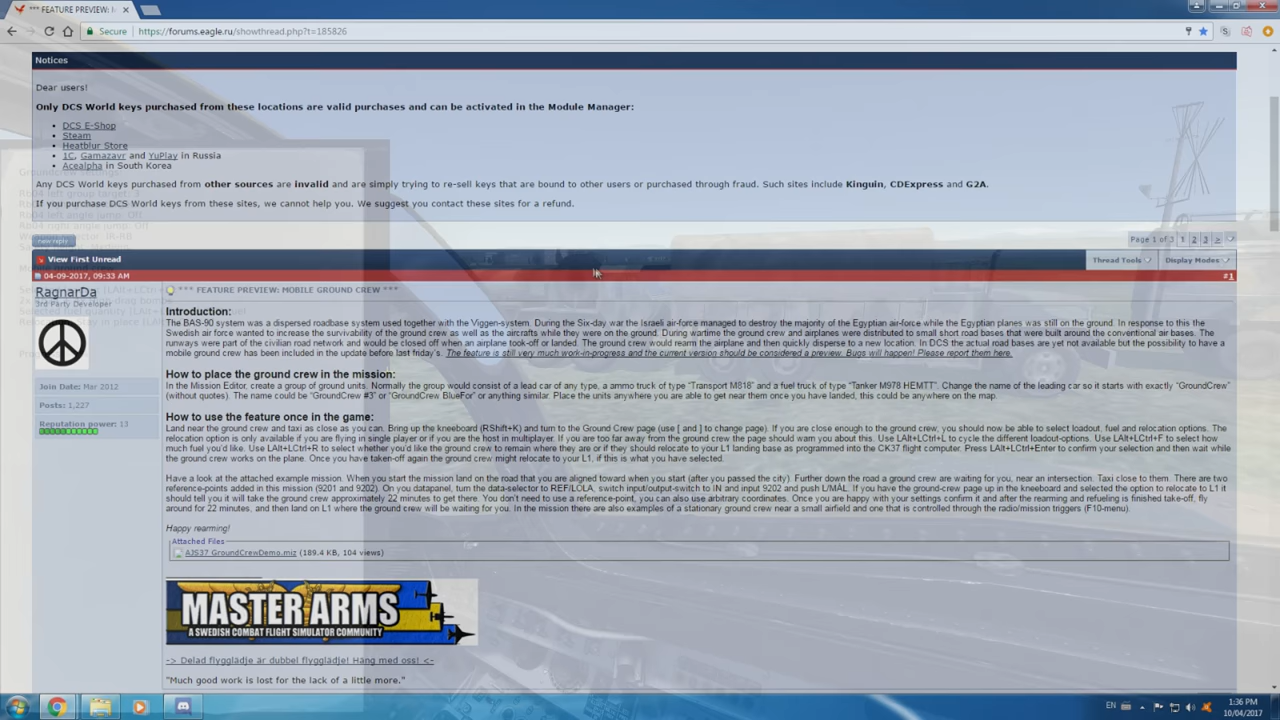 *** FEATURE PREVIEW: M
Secure
https://forums.eagle.ru/showthread.php?t=185826
Notices
Dear users!
Only DCS World keys purchased from these locations are valid purchases and can be activated in the Module Manager:
DCS E-Shop
Steam
Heatblur Store
1C, Gamazavr and YuPlay in Russia
Acealpha in South Korea
Any DCS World keys purchased from other sources are invalid and are simply trying to re-sell keys that are bound to other users or purchased through fraud. Such sites include Kinguin, CDExpress and G2A.
If you purchase DCS World keys from these sites, we cannot help you. We suggest you contact these sites for a refund.
new reply
Page 1 of 3 1 2 3 >
View First Unread
Thread Tools
Display Modes
04-09-2017, 09:33 AM
#1
RagnarDa
3rd Party Developer
Join Date: Mar 2012
Posts: 1,227
Reputation power: 13
*** FEATURE PREVIEW: MOBILE GROUND CREW ***
Introduction:
The BAS-90 system was a dispersed roadbase system used together with the Viggen-system. During the Six-day war the Israeli air-force managed to destroy the majority of the Egyptian air-force while the Egyptian planes was still on the ground. In response to this the
Swedish air force wanted to increase the survivability of the ground crew as well as the aircrafts while they were on the ground. During wartime the ground crew and airplanes were distributed to small short road bases that were built around the conventional air bases. The
runways were part of the civilian road network and would be closed off when an airplane took-off or landed. The ground crew would rearm the airplane and then quickly disperse to a new location. In DCS the actual road bases are yet not available but the possibility to have a
mobile ground crew has been included in the update before last friday's. The feature is still very much work-in-progress and the current version should be considered a preview. Bugs will happen! Please report them here.
How to place the ground crew in the mission:
In the Mission Editor, create a group of ground units. Normally the group would consist of a lead car of any type, a ammo truck of type "Transport M818" and a fuel truck of type "Tanker M978 HEMTT". Change the name of the leading car so it starts with exactly "GroundCrew"
(without quotes). The name could be "GroundCrew #3" or "GroundCrew BlueFor" or anything similar. Place the units anywhere you are able to get near them once you have landed, this could be anywhere on the map.
How to use the feature once in the game:
Land near the ground crew and taxi as close as you can. Bring up the kneeboard (RShift+K) and turn to the Ground Crew page (use [ and ] to change page). If you are close enough to the ground crew, you should now be able to select loadout, fuel and relocation options. The
relocation option is only available if you are flying in single player or if you are the host in multiplayer. If you are too far away from the ground crew the page should warn you about this. Use LAlt+LCtrl+L to cycle the different loadout-options. Use LAlt+LCtrl+F to select how
much fuel you'd like. Use LAlt+LCtrl+R to select whether you'd like the ground crew to remain where they are or if they should relocate to your L1 landing base as programmed into the CK37 flight computer. Press LAlt+LCtrl+Enter to confirm your selection and then wait while
the ground crew works on the plane. Once you have taken-off again the ground crew might relocate to your L1, if this is what you have selected.
Have a look at the attached example mission. When you start the mission land on the road that you are aligned toward when you start (after you passed the city). Further down the road a ground crew are waiting for you, near an intersection. Taxi close to them. There are two
reference-points added in this mission (9201 and 9202). On you datapanel, turn the data-selector to REF/LOLA, switch input/output-switch to IN and input 9202 and push L/MAL. If you have the ground-crew page up in the kneeboard and selected the option to relocate to L1 it
should tell you it will take the ground crew approximately 22 minutes to get there. You don't need to use a reference-point, you can also use arbitrary coordinates. Once you are happy with your settings confirm it and after the rearming and refueling is finished take-off, fly
around for 22 minutes, and then land on L1 where the ground crew will be waiting for you. In the mission there are also examples of a stationary ground crew near a small airfield and one that is controlled through the radio/mission triggers (F10-menu).
Happy rearming!
Attached Files
AJS37 GroundCrewDemo.miz (189.4 KB, 104 views)
MASTER ARMS
A SWEDISH COMBAT FLIGHT SIMULATOR COMMUNITY
-> Delad flygglädje är dubbel flygglädje! Häng med oss! <-
"Much good work is lost for the lack of a little more."
EN
1:36 PM
10/04/2017